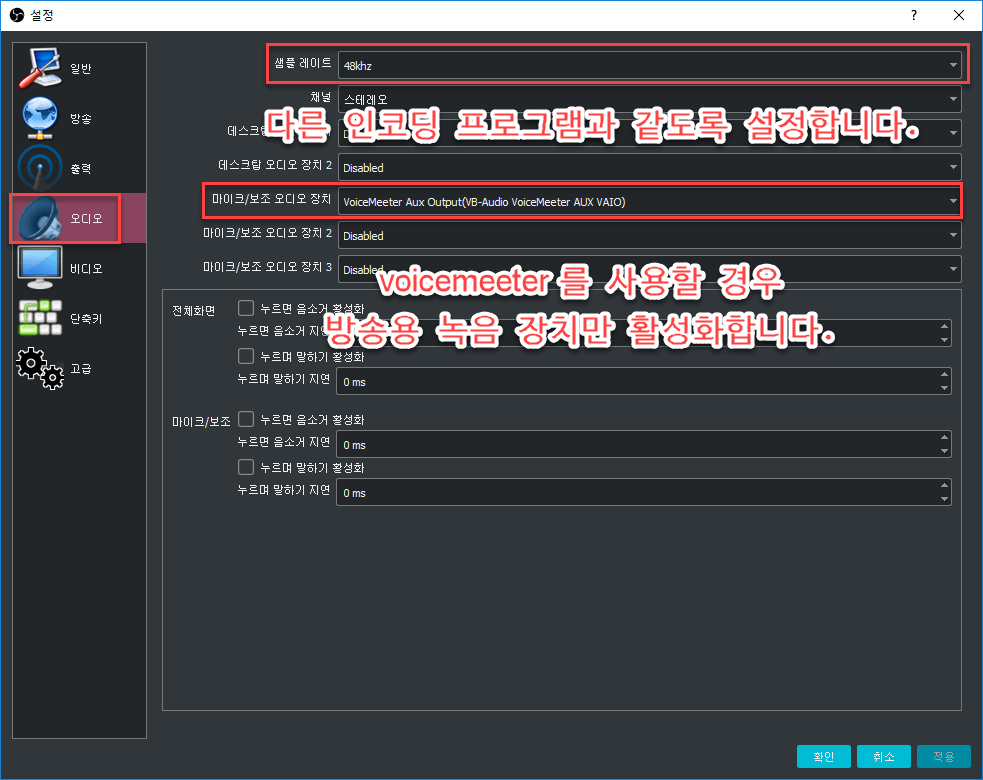 설정
?
일반
방송
출력
오디오
비디오
단축키
고급
샘플 레이트 48khz
채널 스테레오
다른 인코딩 프로그램과 같도록 설정합니다.
데스크탑 오디오 장치 2 Disabled
마이크/보조 오디오 장치 VoiceMeeter Aux Output(VB-Audio VoiceMeeter AUX VAIO)
마이크/보조 오디오 장치 2 Disabled
마이크/보조 오디오 장치 3 Disabled
voicemeeter를 사용할 경우
방송용 녹음 장치만 활성화합니다.
전체화면 누르면 음소거 활성화
누르면 음소거 지연
누르며 말하기 활성화
누르며 말하기 지연 0 ms
마이크/보조 누르면 음소거 활성화
누르면 음소거 지연 0 ms
누르며 말하기 활성화
누르며 말하기 지연 0 ms
확인 취소 적용